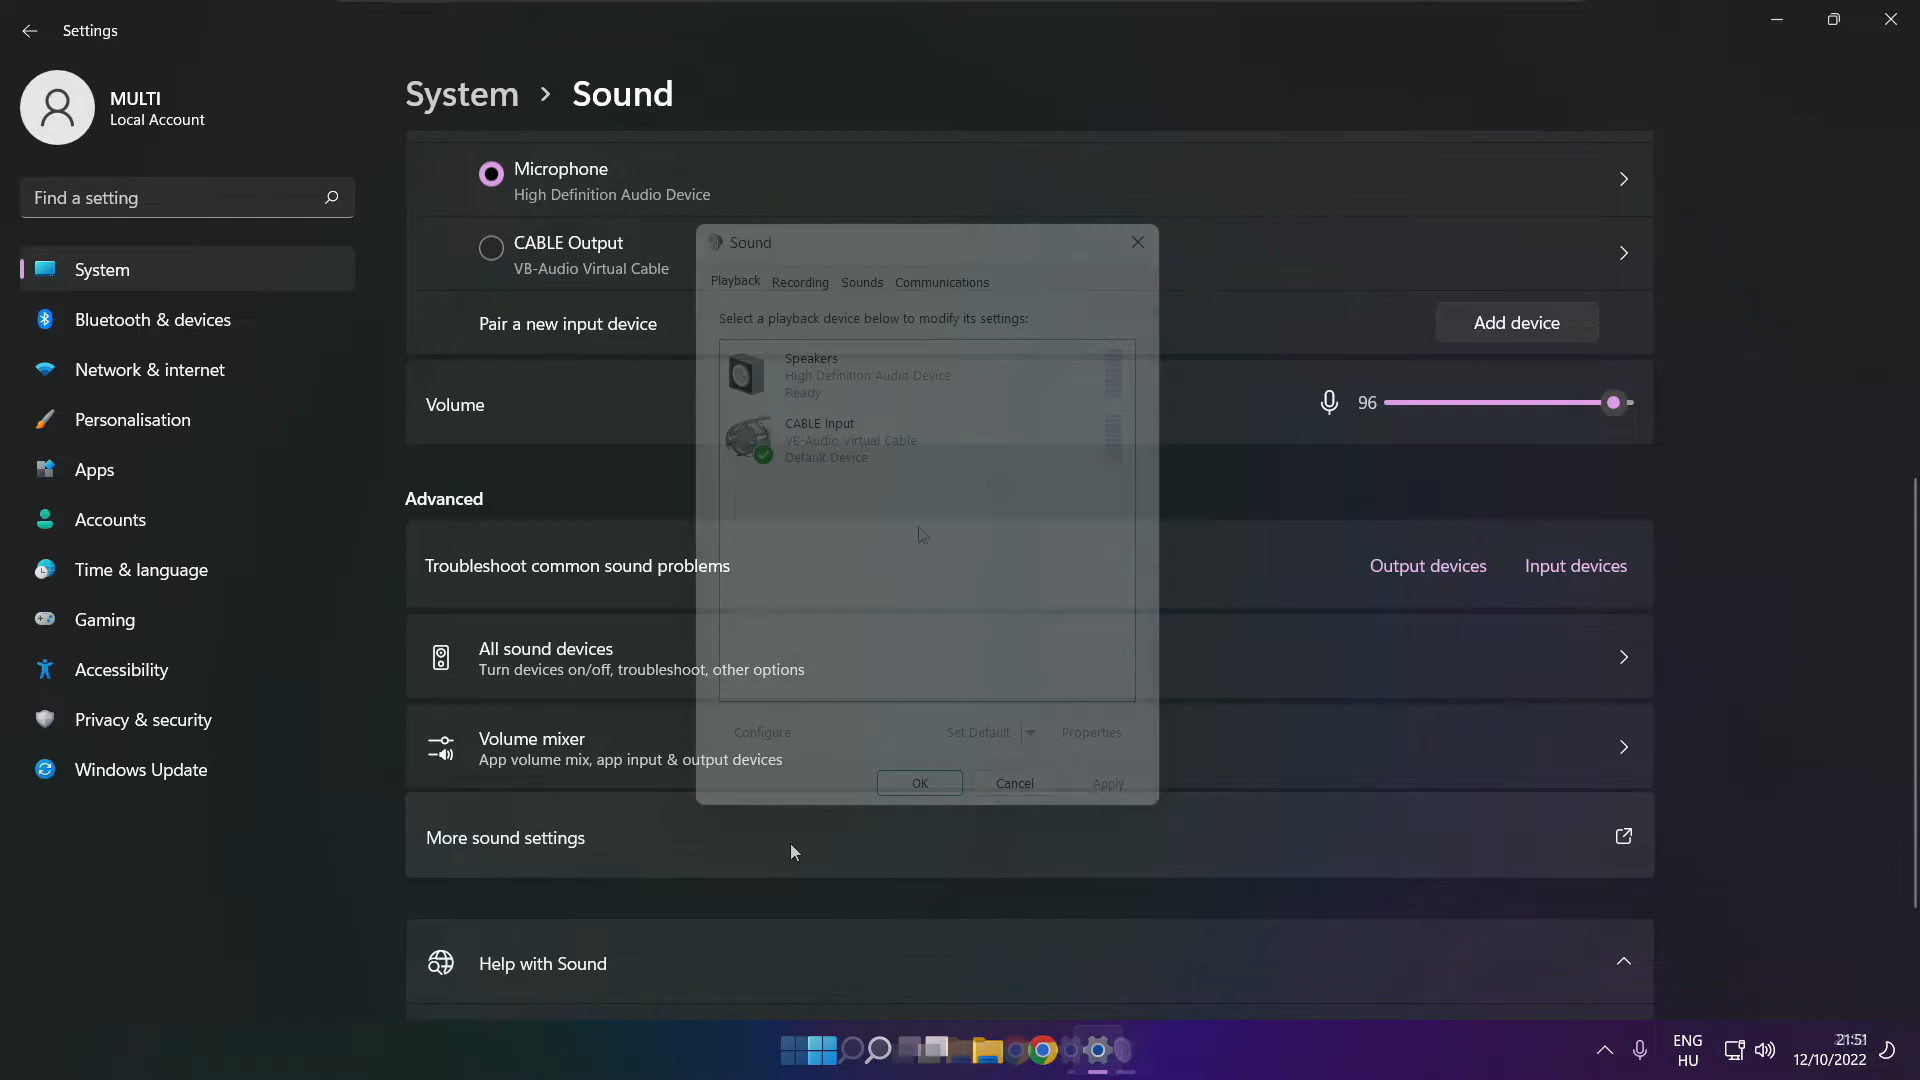 Settings
MULTI
Local Account
Find a setting
System
Bluetooth & devices
Network & internet
Personalisation
Apps
Accounts
Time & language
Gaming
Accessibility
Privacy & security
Windows Update
System > Sound
Microphone
High Definition Audio Device
CABLE Output
VB-Audio Virtual Cable
Pair a new input device
Add device
Volume
96
Advanced
Troubleshoot common sound problems
Output devices
Input devices
All sound devices
Turn devices on/off, troubleshoot, other options
Volume mixer
App volume mix, app input & output devices
More sound settings
Help with Sound
Sound
Playback Recording Sounds Communications
Select a playback device below to modify its settings:
Speakers
High Definition Audio Device
Ready
CABLE Input
VB-Audio Virtual Cable
Default Device
Configure
Set Default
Properties
OK
Cancel
Apply
ENG
HU
21:51
12/10/2022